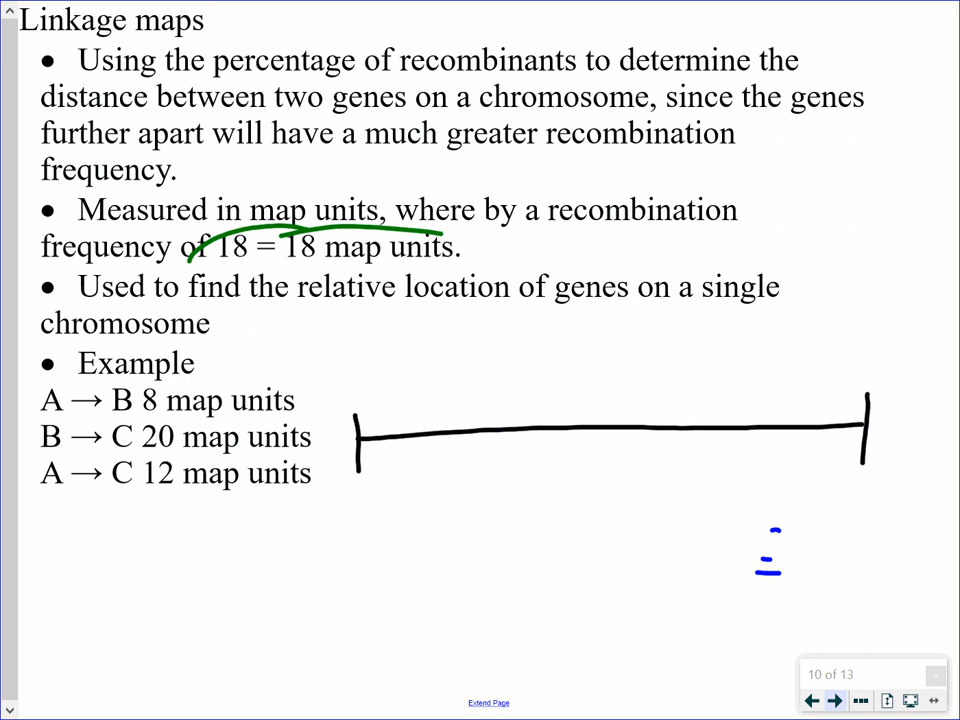 Linkage maps
• Using the percentage of recombinants to determine the
distance between two genes on a chromosome, since the genes
further apart will have a much greater recombination
frequency.
• Measured in map units, where by a recombination
frequency of 18 = 18 map units.
• Used to find the relative location of genes on a single
chromosome
• Example
A → B 8 map units
B → C 20 map units
A → C 12 map units
10 of 13
Extend Page